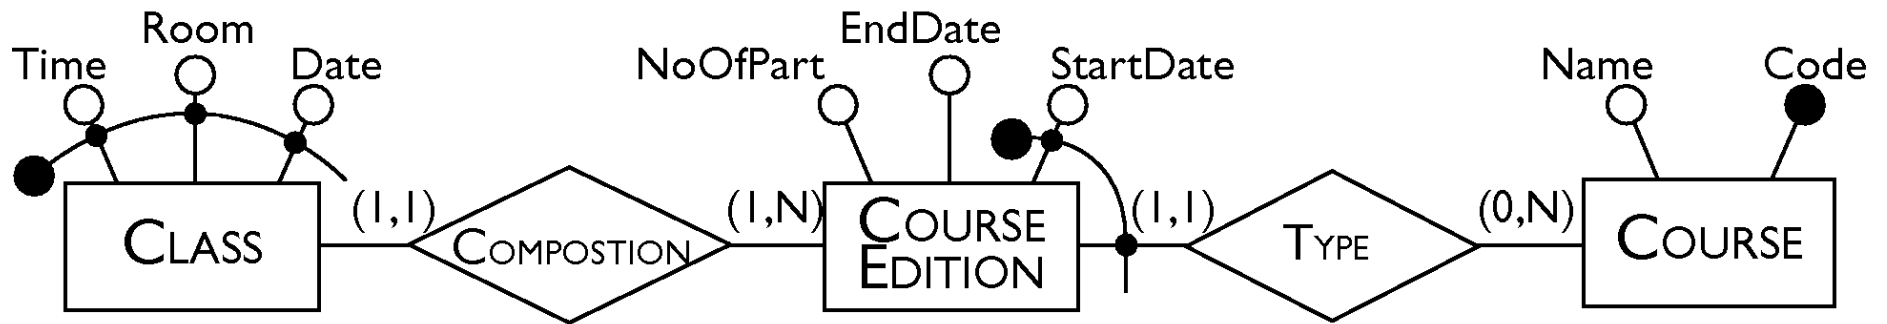 Time
Room
Date
NoOfPart
EndDate
StartDate
Name
Code
CLASS
(1,1)
COMPOSTION
(1,N)
COURSE
EDITION
(1,1)
TYPE
(0,N)
COURSE